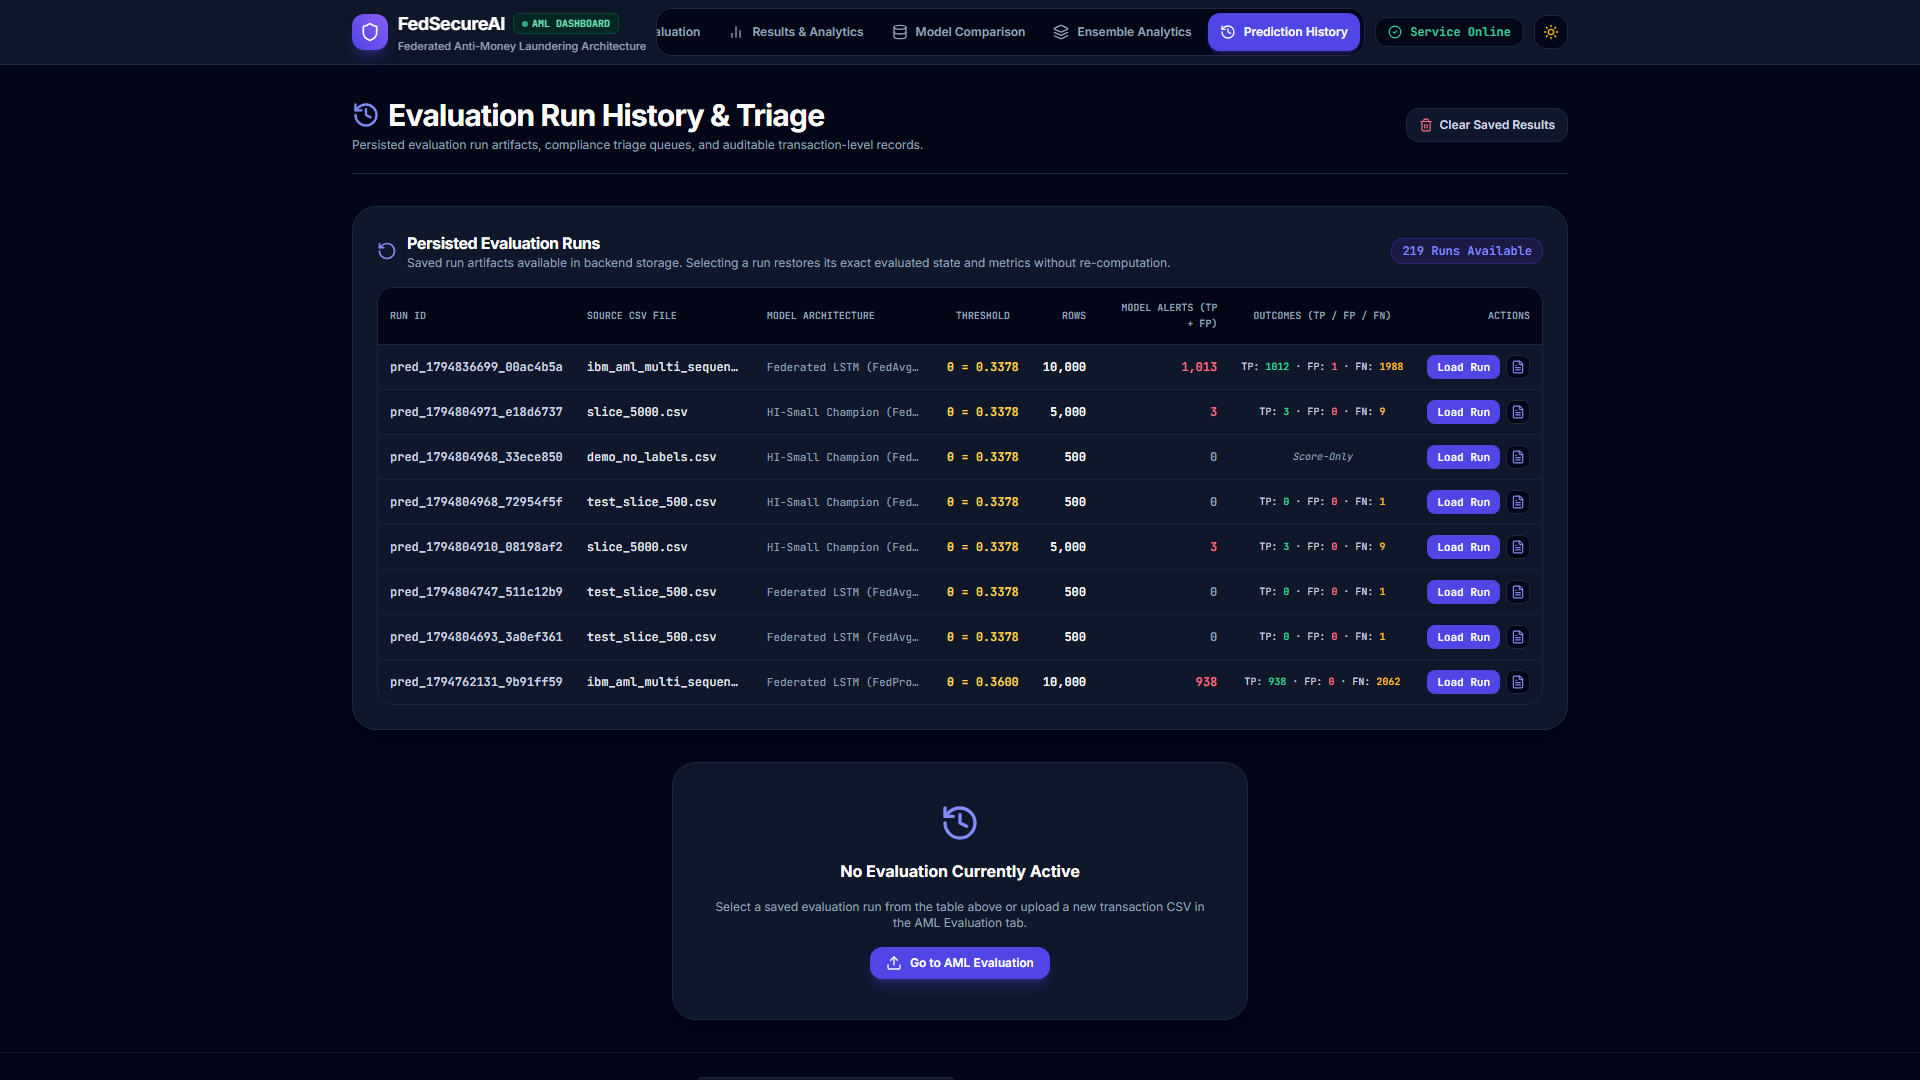 FedSecureAI
AML DASHBOARD
Federated Anti-Money Laundering Architecture
aluation
Results & Analytics
Model Comparison
Ensemble Analytics
Prediction History
Service Online
Evaluation Run History & Triage
Persisted evaluation run artifacts, compliance triage queues, and auditable transaction-level records.
Clear Saved Results
Persisted Evaluation Runs
Saved run artifacts available in backend storage. Selecting a run restores its exact evaluated state and metrics without re-computation.
219 Runs Available
RUN ID SOURCE CSV FILE MODEL ARCHITECTURE THRESHOLD ROWS MODEL ALERTS (TP + FP) OUTCOMES (TP / FP / FN) ACTIONS
pred_1794836699_00ac4b5a ibm_aml_multi_sequen… Federated LSTM (FedAvg… θ = 0.3378 10,000 1,013 TP: 1012 · FP: 1 · FN: 1988 Load Run
pred_1794804971_e18d6737 slice_5000.csv HI-Small Champion (Fed… θ = 0.3378 5,000 3 TP: 3 · FP: 0 · FN: 9 Load Run
pred_1794804968_33ece850 demo_no_labels.csv HI-Small Champion (Fed… θ = 0.3378 500 0 Score-Only Load Run
pred_1794804968_72954f5f test_slice_500.csv HI-Small Champion (Fed… θ = 0.3378 500 0 TP: 0 · FP: 0 · FN: 1 Load Run
pred_1794804910_08198af2 slice_5000.csv HI-Small Champion (Fed… θ = 0.3378 5,000 3 TP: 3 · FP: 0 · FN: 9 Load Run
pred_1794804747_511c12b9 test_slice_500.csv Federated LSTM (FedAvg… θ = 0.3378 500 0 TP: 0 · FP: 0 · FN: 1 Load Run
pred_1794804693_3a0ef361 test_slice_500.csv Federated LSTM (FedAvg… θ = 0.3378 500 0 TP: 0 · FP: 0 · FN: 1 Load Run
pred_1794762131_9b91ff59 ibm_aml_multi_sequen… Federated LSTM (FedPro… θ = 0.3600 10,000 938 TP: 938 · FP: 0 · FN: 2062 Load Run
No Evaluation Currently Active
Select a saved evaluation run from the table above or upload a new transaction CSV in
the AML Evaluation tab.
Go to AML Evaluation